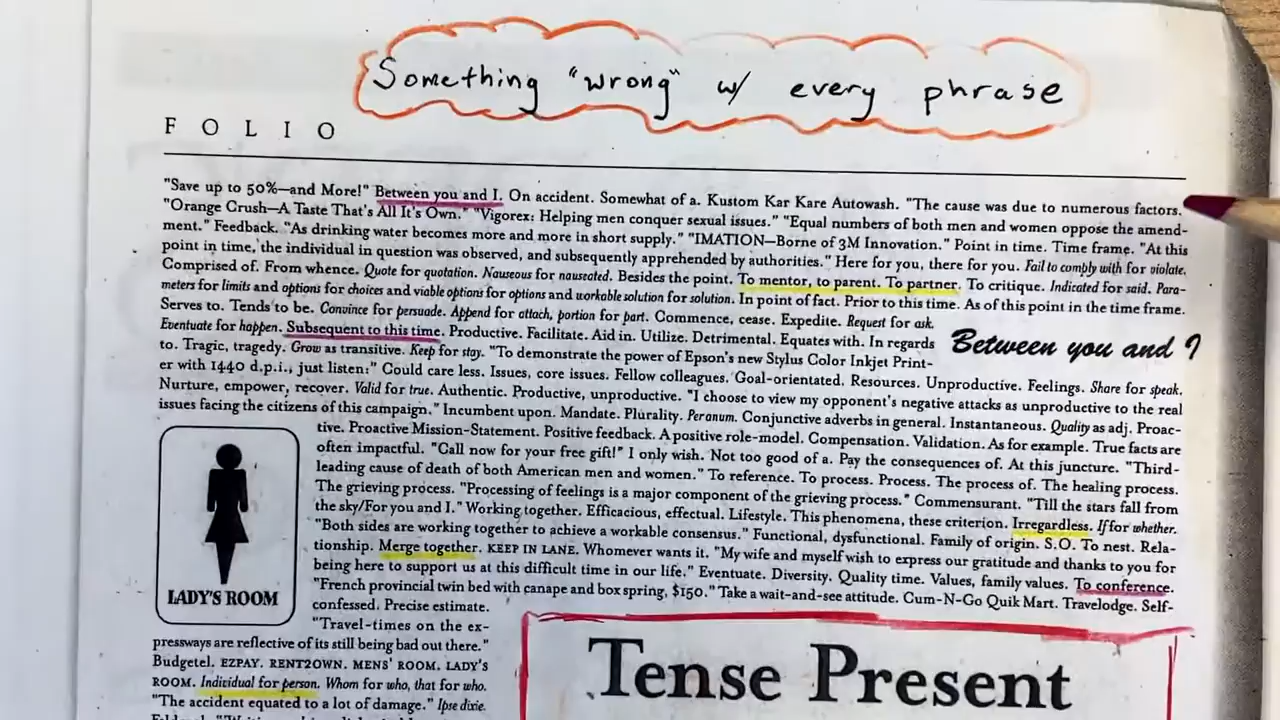 Something "wrong" w/ every phrase
FOLIO
"Save up to 50%—and More!" Between you and I. On accident. Somewhat of a. Kustom Kar Kare Autowash. "The cause was due to numerous factors."
"Orange Crush—A Taste That's All It's Own." "Vigorex: Helping men conquer sexual issues." "Equal numbers of both men and women oppose the amend-
ment." Feedback. "As drinking water becomes more and more in short supply." "IMATION—Borne of 3M Innovation." Point in time. Time frame. "At this
point in time, the individual in question was observed, and subsequently apprehended by authorities." Here for you, there for you. Fail to comply with for violate.
Comprised of. From whence. Quote for quotation. Nauseous for nauseated. Besides the point. To mentor, to parent. To partner. To critique. Indicated for said. Para-
meters for limits and options for choices and viable options for options and workable solution for solution. In point of fact. Prior to this time. As of this point in the time frame.
Serves to. Tends to be. Convince for persuade. Append for attach, portion for part. Commence, cease. Expedite. Request for ask.
Eventuate for happen. Subsequent to this time. Productive. Facilitate. Aid in. Utilize. Detrimental. Equates with. In regards
to. Tragic, tragedy. Grow as transitive. Keep for stay. "To demonstrate the power of Epson's new Stylus Color Inkjet Print-
Between you and I
er with 1440 d.p.i., just listen:" Could care less. Issues, core issues. Fellow colleagues. Goal-orientated. Resources. Unproductive. Feelings. Share for speak.
Nurture, empower, recover. Valid for true. Authentic. Productive, unproductive. "I choose to view my opponent's negative attacks as unproductive to the real
issues facing the citizens of this campaign." Incumbent upon. Mandate. Plurality. Per anum. Conjunctive adverbs in general. Instantaneous. Quality as adj. Proac-
tive. Proactive Mission-Statement. Positive feedback. A positive role-model. Compensation. Validation. As for example. True facts are
often impactful. "Call now for your free gift!" I only wish. Not too good of a. Pay the consequences of. At this juncture. "Third-
leading cause of death of both American men and women." To reference. To process. Process. The process of. The healing process.
The grieving process. "Processing of feelings is a major component of the grieving process." Commensurant. "Till the stars fall from
the sky/For you and I." Working together. Efficacious, effectual. Lifestyle. This phenomena, these criterion. Irregardless. If for whether.
"Both sides are working together to achieve a workable consensus." Functional, dysfunctional. Family of origin. S.O. To nest. Rela-
tionship. Merge together. KEEP IN LANE. Whomever wants it. "My wife and myself wish to express our gratitude and thanks to you for
being here to support us at this difficult time in our life." Eventuate. Diversity. Quality time. Values, family values. To conference.
"French provincial twin bed with canape and box spring, $150." Take a wait-and-see attitude. Cum-N-Go Quik Mart. Travelodge. Self-
confessed. Precise estimate.
LADY'S ROOM
"Travel-times on the ex-
pressways are reflective of its still being bad out there."
Budgetel. EZPAY. RENT2OWN. MENS' ROOM. LADY'S
ROOM. Individual for person. Whom for who, that for who.
"The accident equated to a lot of damage." Ipse dixie.
Tense Present